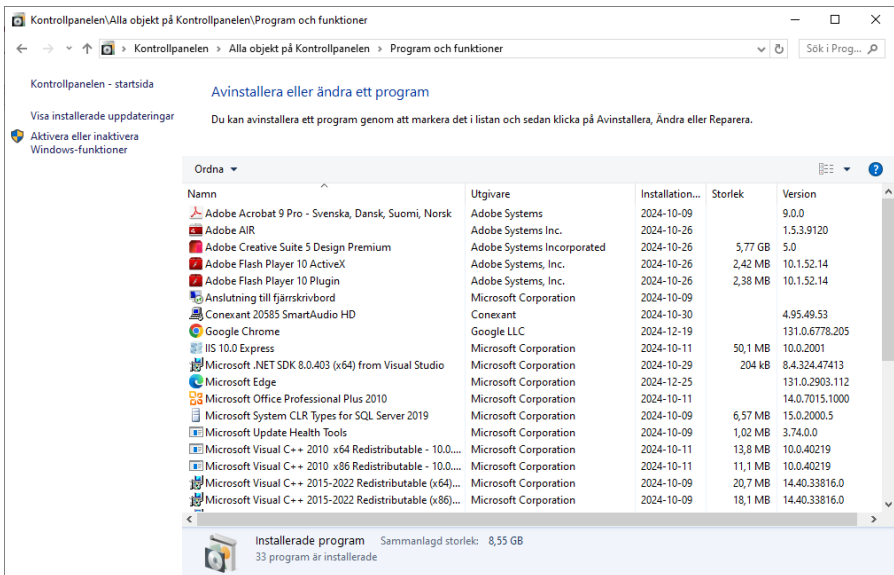 Kontrollpanelen\Alla objekt på Kontrollpanelen\Program och funktioner
Kontrollpanelen › Alla objekt på Kontrollpanelen › Program och funktioner
Sök i Prog...
Kontrollpanelen - startsida
Visa installerade uppdateringar
Aktivera eller inaktivera
Windows-funktioner
Avinstallera eller ändra ett program
Du kan avinstallera ett program genom att markera det i listan och sedan klicka på Avinstallera, Ändra eller Reparera.
Ordna
Namn Utgivare Installation... Storlek Version
Adobe Acrobat 9 Pro - Svenska, Dansk, Suomi, Norsk Adobe Systems 2024-10-09 9.0.0
Adobe AIR Adobe Systems Inc. 2024-10-26 1.5.3.9120
Adobe Creative Suite 5 Design Premium Adobe Systems Incorporated 2024-10-26 5,77 GB 5.0
Adobe Flash Player 10 ActiveX Adobe Systems, Inc. 2024-10-26 2,42 MB 10.1.52.14
Adobe Flash Player 10 Plugin Adobe Systems, Inc. 2024-10-26 2,38 MB 10.1.52.14
Anslutning till fjärrskrivbord Microsoft Corporation 2024-10-09
Conexant 20585 SmartAudio HD Conexant 2024-10-30 4.95.49.53
Google Chrome Google LLC 2024-12-19 131.0.6778.205
IIS 10.0 Express Microsoft Corporation 2024-10-11 50,1 MB 10.0.2001
Microsoft .NET SDK 8.0.403 (x64) from Visual Studio Microsoft Corporation 2024-10-29 204 kB 8.4.324.47413
Microsoft Edge Microsoft Corporation 2024-12-25 131.0.2903.112
Microsoft Office Professional Plus 2010 Microsoft Corporation 2024-10-11 14.0.7015.1000
Microsoft System CLR Types for SQL Server 2019 Microsoft Corporation 2024-10-09 6,57 MB 15.0.2000.5
Microsoft Update Health Tools Microsoft Corporation 2024-10-09 1,02 MB 3.74.0.0
Microsoft Visual C++ 2010 x64 Redistributable - 10.0.... Microsoft Corporation 2024-10-11 13,8 MB 10.0.40219
Microsoft Visual C++ 2010 x86 Redistributable - 10.0.... Microsoft Corporation 2024-10-11 11,1 MB 10.0.40219
Microsoft Visual C++ 2015-2022 Redistributable (x64)... Microsoft Corporation 2024-10-09 20,7 MB 14.40.33816.0
Microsoft Visual C++ 2015-2022 Redistributable (x86)... Microsoft Corporation 2024-10-09 18,1 MB 14.40.33816.0
Installerade program Sammanlagd storlek: 8,55 GB
33 program är installerade